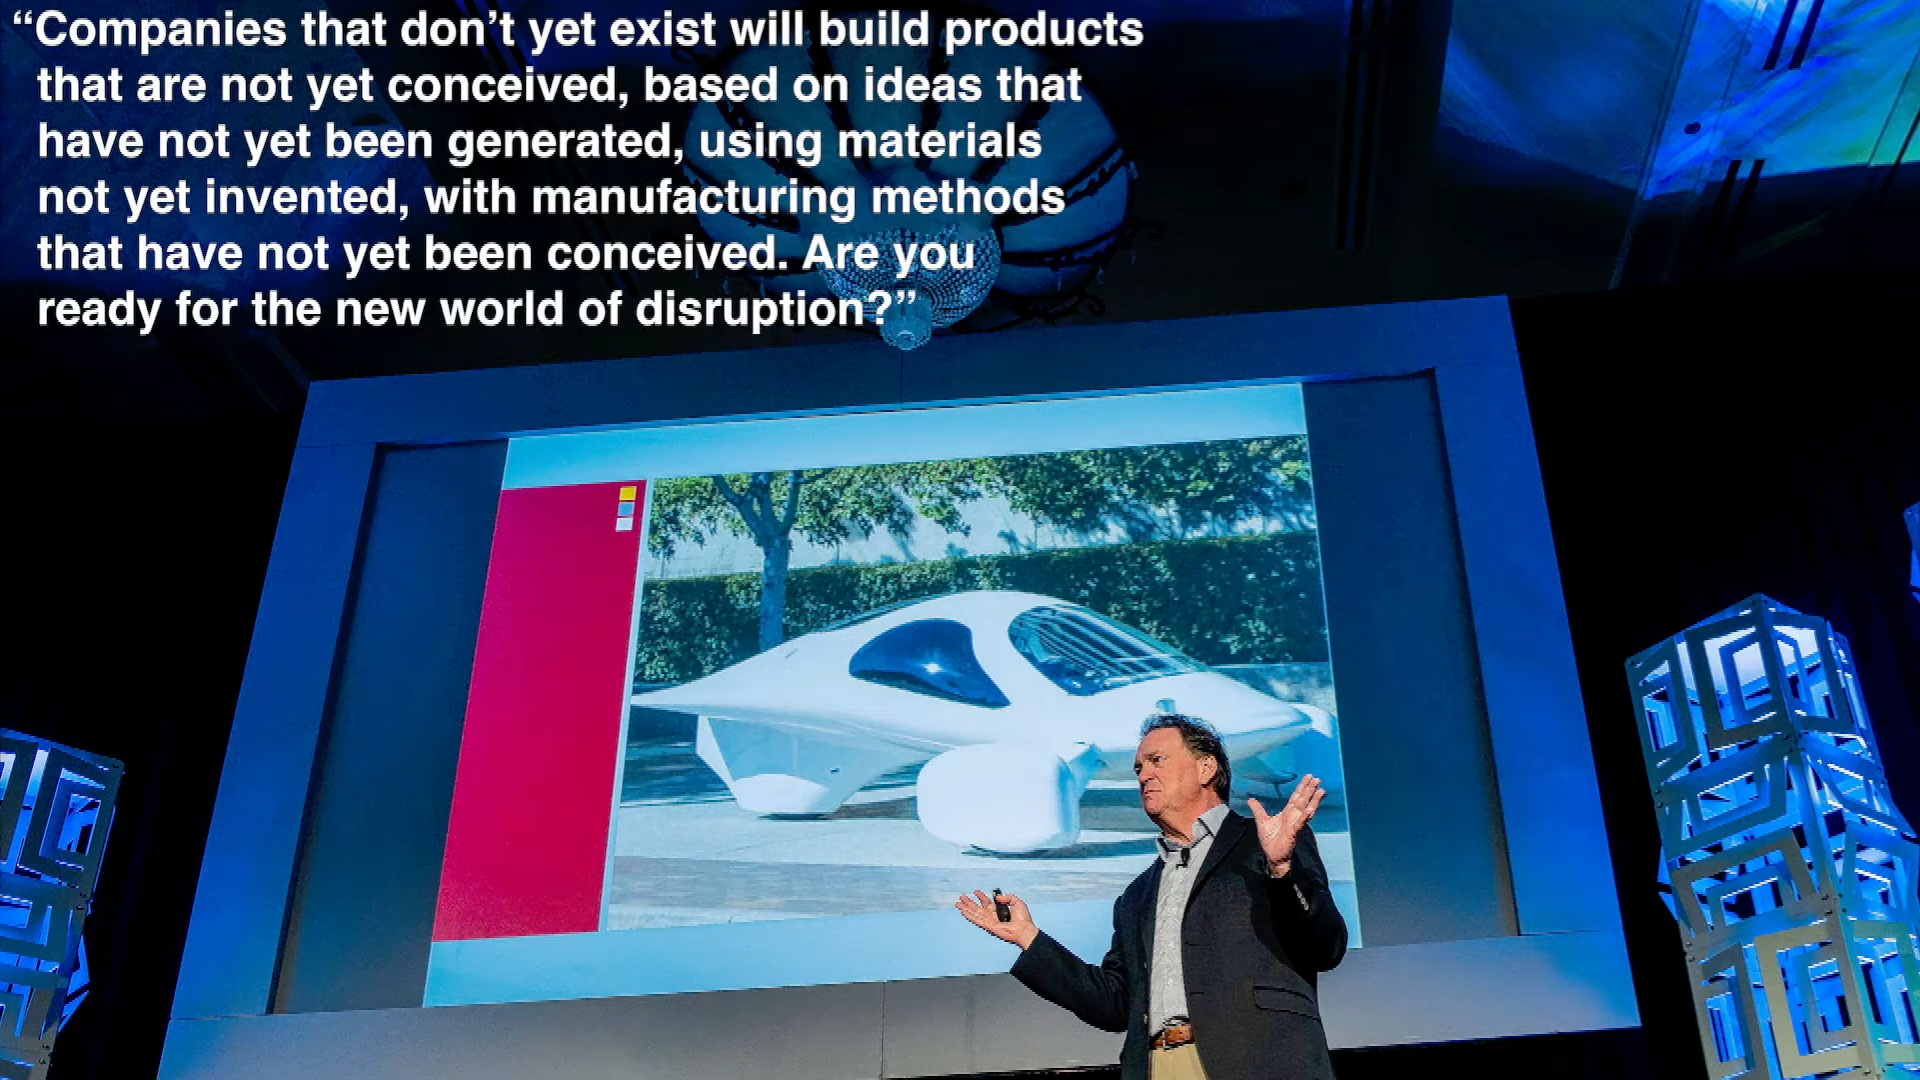 “Companies that don’t yet exist will build products
that are not yet conceived, based on ideas that
have not yet been generated, using materials
not yet invented, with manufacturing methods
that have not yet been conceived. Are you
ready for the new world of disruption?”